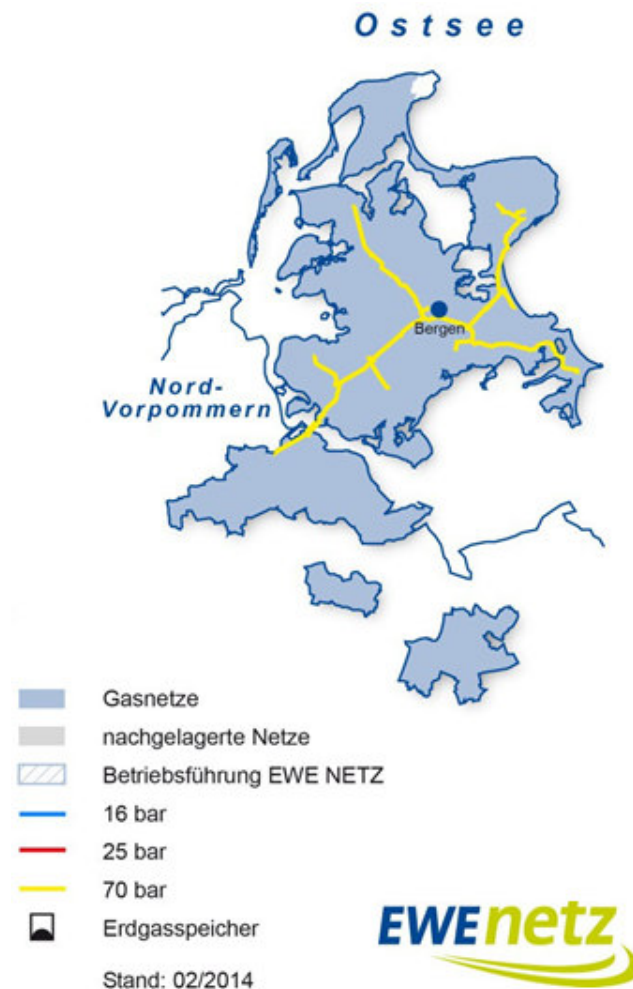 Ostsee
Bergen
Nord-
Vorpommern
Gasnetze
nachgelagerte Netze
Betriebsführung EWE NETZ
16 bar
25 bar
70 bar
Erdgasspeicher
Stand: 02/2014
EWE netz